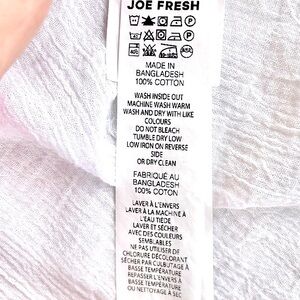 JOE FRESH
MADE IN
BANGLADESH
100% COTTON
WASH INSIDE OUT
MACHINE WASH WARM
WASH AND DRY WITH LIKE
COLOURS
DO NOT BLEACH
TUMBLE DRY LOW
LOW IRON ON REVERSE
SIDE
OR DRY CLEAN
FABRIQUÉ AU
BANGLADESH
100% COTON
LAVER À L'ENVERS
LAVER À LA MACHINE À
L'EAU TIÈDE
LAVER ET SÉCHER
AVEC DES COULEURS
SEMBLABLES
NE PAS UTILISER DE
CHLORURE DÉCOLORANT
SÉCHER PAR CULBUTAGE À
BASSE TEMPÉRATURE
REPASSER L'ENVERS À
BASSE TEMPÉRATURE
OU NETTOYAGE À SEC